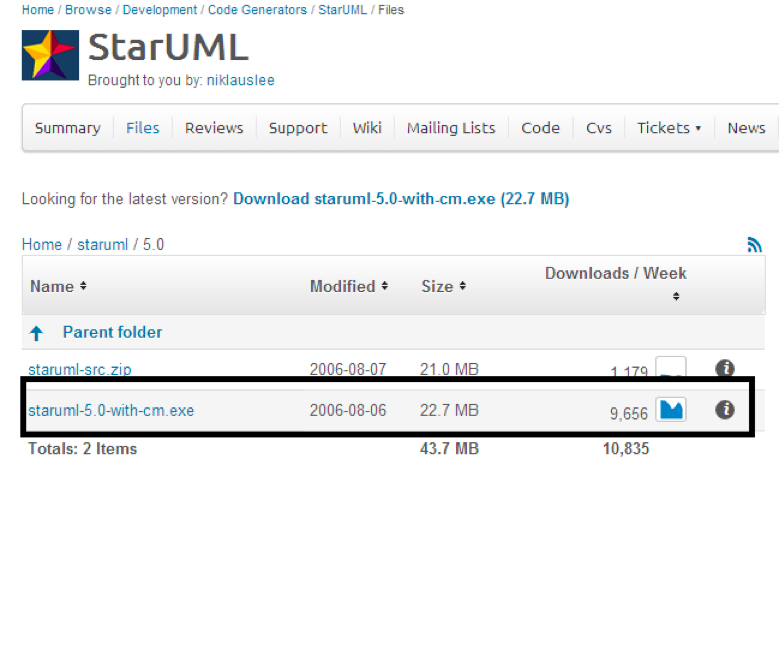 Home / Browse / Development / Code Generators / StarUML / Files
StarUML
Brought to you by: niklauslee
Summary Files Reviews Support Wiki Mailing Lists Code Cvs Tickets ▾ News
Looking for the latest version? Download staruml-5.0-with-cm.exe (22.7 MB)
Home / staruml / 5.0
Name Modified Size Downloads / Week
Parent folder
staruml-src.zip 2006-08-07 21.0 MB 1,179
staruml-5.0-with-cm.exe 2006-08-06 22.7 MB 9,656
Totals: 2 Items 43.7 MB 10,835